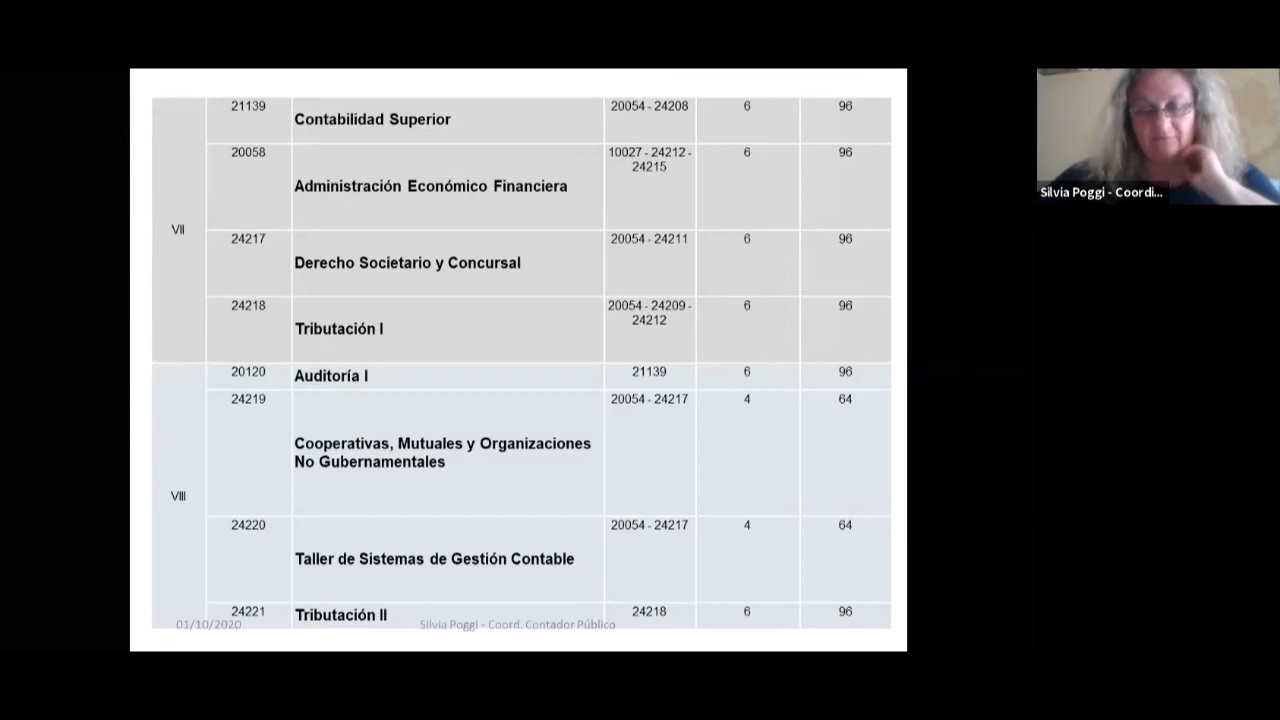 VII
21139 Contabilidad Superior 20054 - 24208 6 96
20058 Administración Económico Financiera 10027 - 24212 - 6 96
24215
24217 Derecho Societario y Concursal 20054 - 24211 6 96
24218 Tributación I 20054 - 24209 - 6 96
24212
VIII
20120 Auditoría I 21139 6 96
24219 Cooperativas, Mutuales y Organizaciones 20054 - 24217 4 64
No Gubernamentales
24220 Taller de Sistemas de Gestión Contable 20054 - 24217 4 64
24221 Tributación II 24218 6 96
01/10/2020 Silvia Poggi - Coord. Contador Público
Silvia Poggi - Coordi...